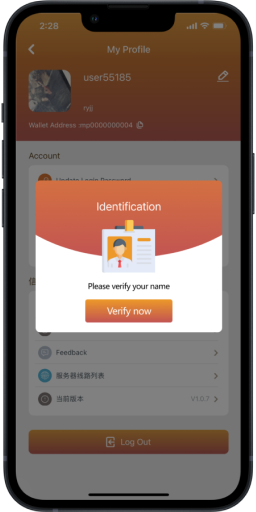 2:28
My Profile
user55185
ryjj
Wallet Address :mp0000000004
Account
Update Login Password
Identification
Please verify your name
Verify now
信
Feedback
服务器线路列表
当前版本 V1.0.7
Log Out